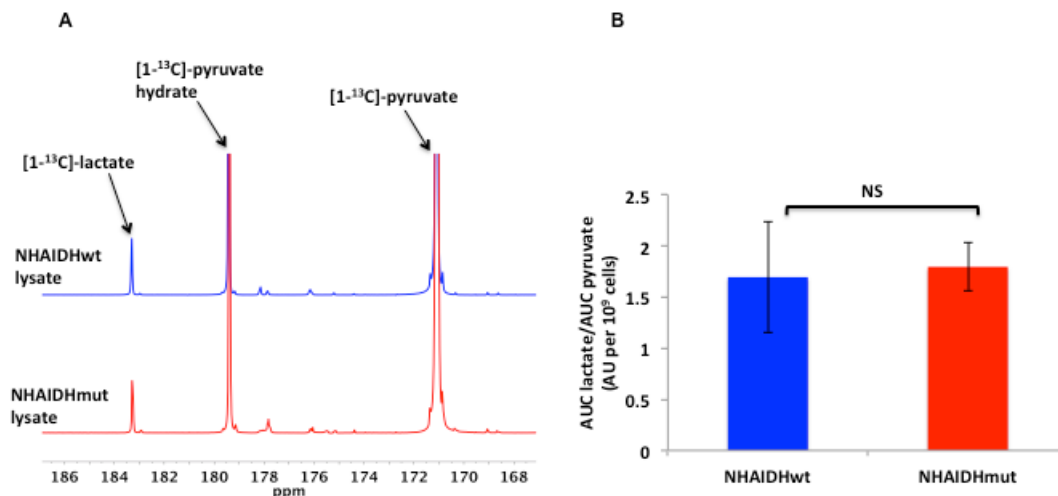 A
[1-¹³C]-pyruvate
hydrate
[1-¹³C]-pyruvate
[1-¹³C]-lactate
NHAIDHwt
lysate
NHAIDHmut
lysate
186 184 182 180 178 176 174 172 170 168
ppm
B
NS
AUC lactate/AUC pyruvate
(AU per 10⁹ cells)
2.5
2
1.5
1
0.5
0
NHAIDHwt NHAIDHmut